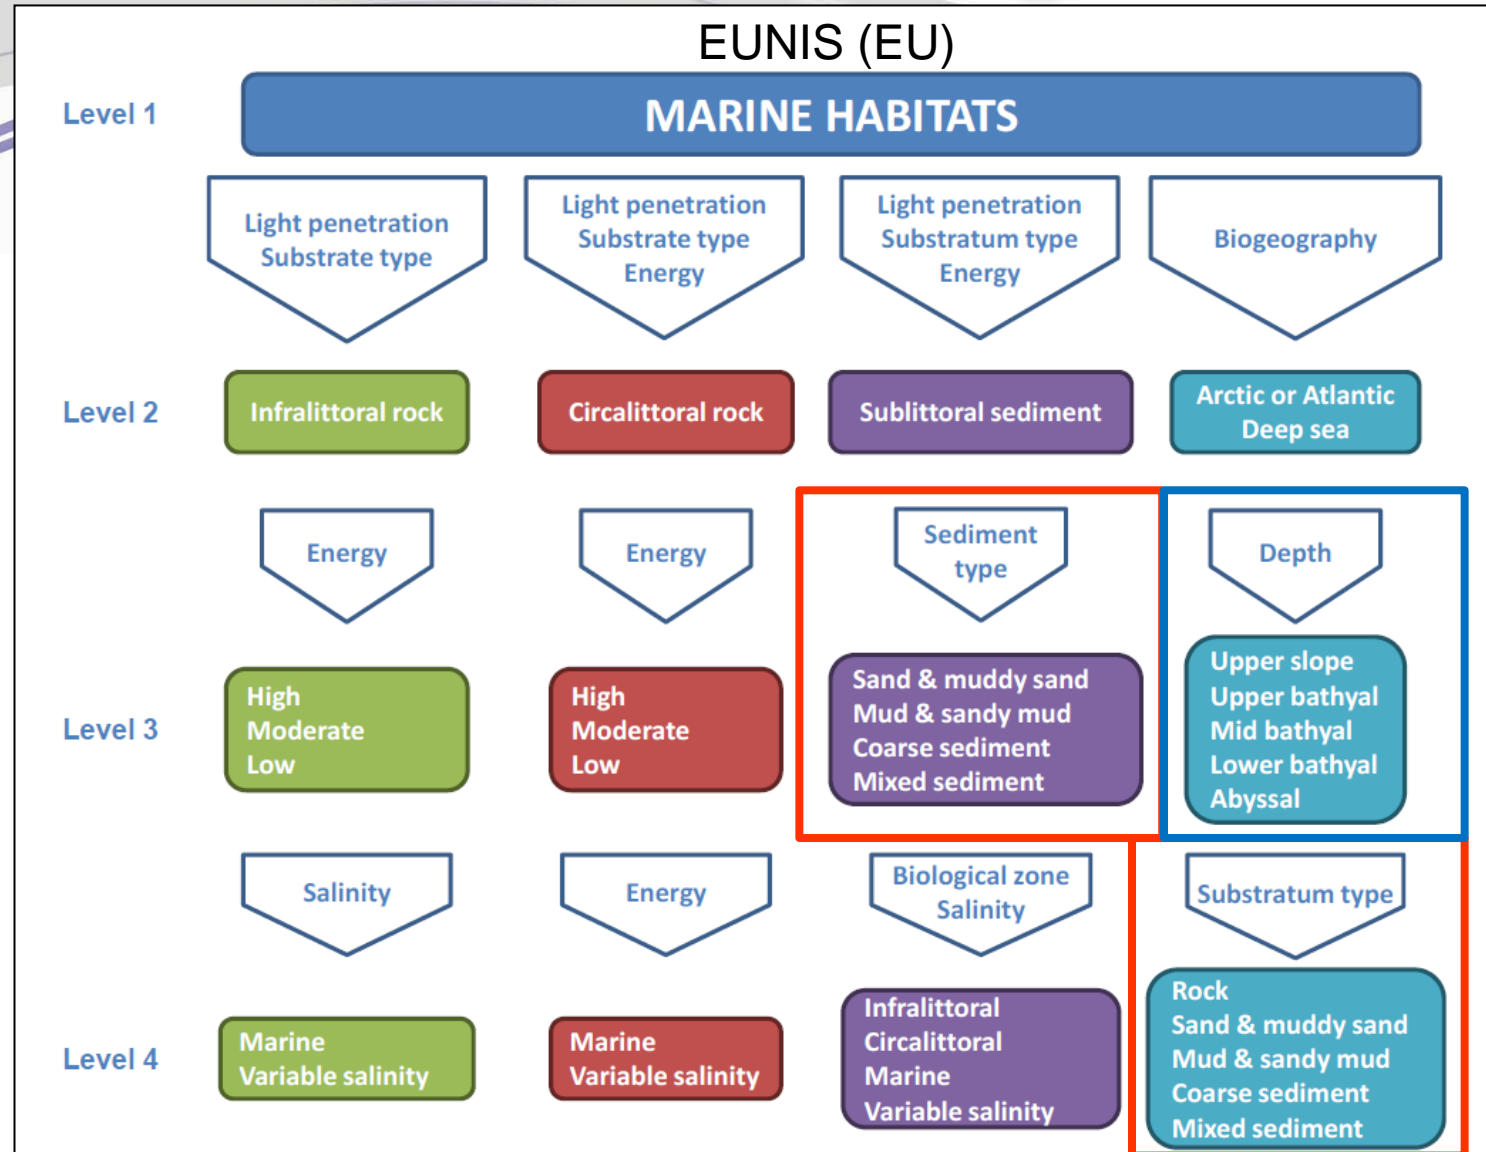 EUNIS (EU)
Level 1
MARINE HABITATS
Light penetration
Substrate type
Light penetration
Substrate type
Energy
Light penetration
Substratum type
Energy
Biogeography
Level 2
Infralittoral rock
Circalittoral rock
Sublittoral sediment
Arctic or Atlantic
Deep sea
Energy
Energy
Sediment
type
Depth
Level 3
High
Moderate
Low
High
Moderate
Low
Sand & muddy sand
Mud & sandy mud
Coarse sediment
Mixed sediment
Upper slope
Upper bathyal
Mid bathyal
Lower bathyal
Abyssal
Salinity
Energy
Biological zone
Salinity
Substratum type
Level 4
Marine
Variable salinity
Marine
Variable salinity
Infralittoral
Circalittoral
Marine
Variable salinity
Rock
Sand & muddy sand
Mud & sandy mud
Coarse sediment
Mixed sediment